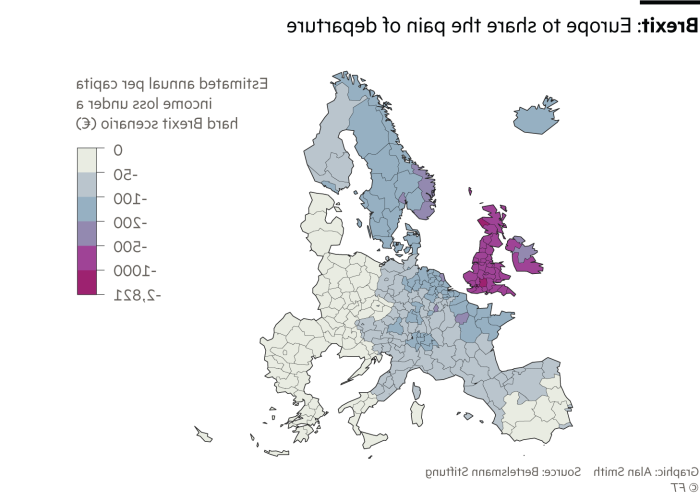 Brexit: Europe to share the pain of departure
Estimated annual per capita
income loss under a
hard Brexit scenario (€)
0
-50
-100
-200
-500
-1000
-2,821
Graphic: Alan Smith Source: Bertelsmann Stiftung
© FT